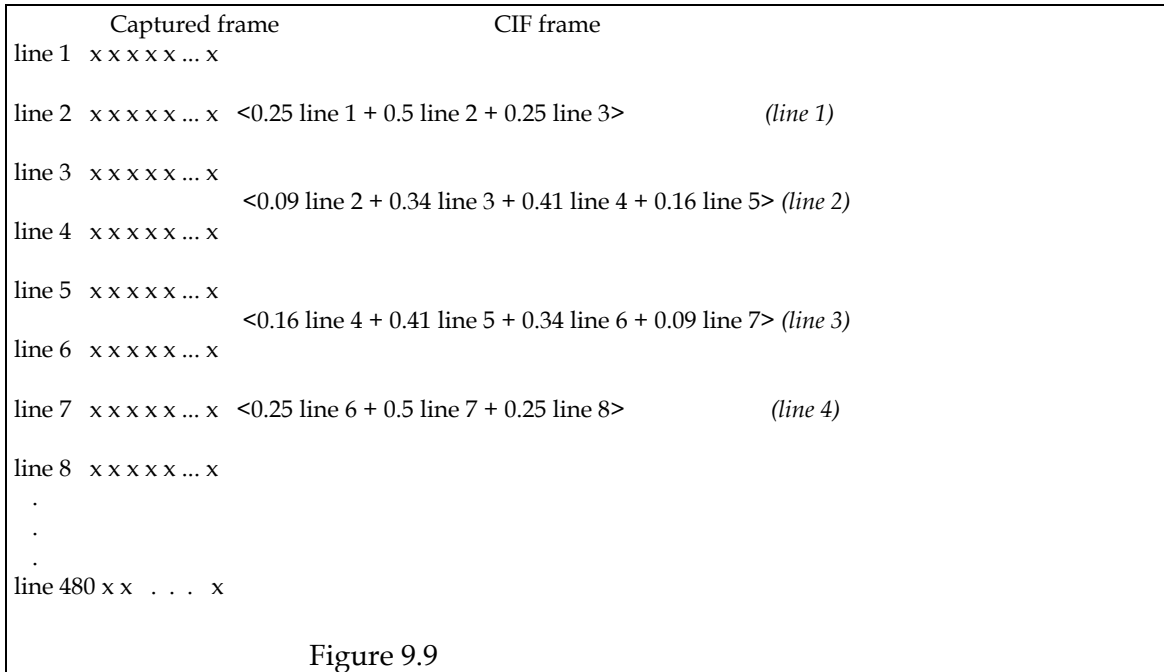 Captured frame CIF frame
line 1 x x x x x ... x
line 2 x x x x x ... x <0.25 line 1 + 0.5 line 2 + 0.25 line 3> (line 1)
line 3 x x x x x ... x
<0.09 line 2 + 0.34 line 3 + 0.41 line 4 + 0.16 line 5> (line 2)
line 4 x x x x x ... x
line 5 x x x x x ... x
<0.16 line 4 + 0.41 line 5 + 0.34 line 6 + 0.09 line 7> (line 3)
line 6 x x x x x ... x
line 7 x x x x x ... x <0.25 line 6 + 0.5 line 7 + 0.25 line 8> (line 4)
line 8 x x x x x ... x
.
.
.
line 480 x x . . . x
Figure 9.9